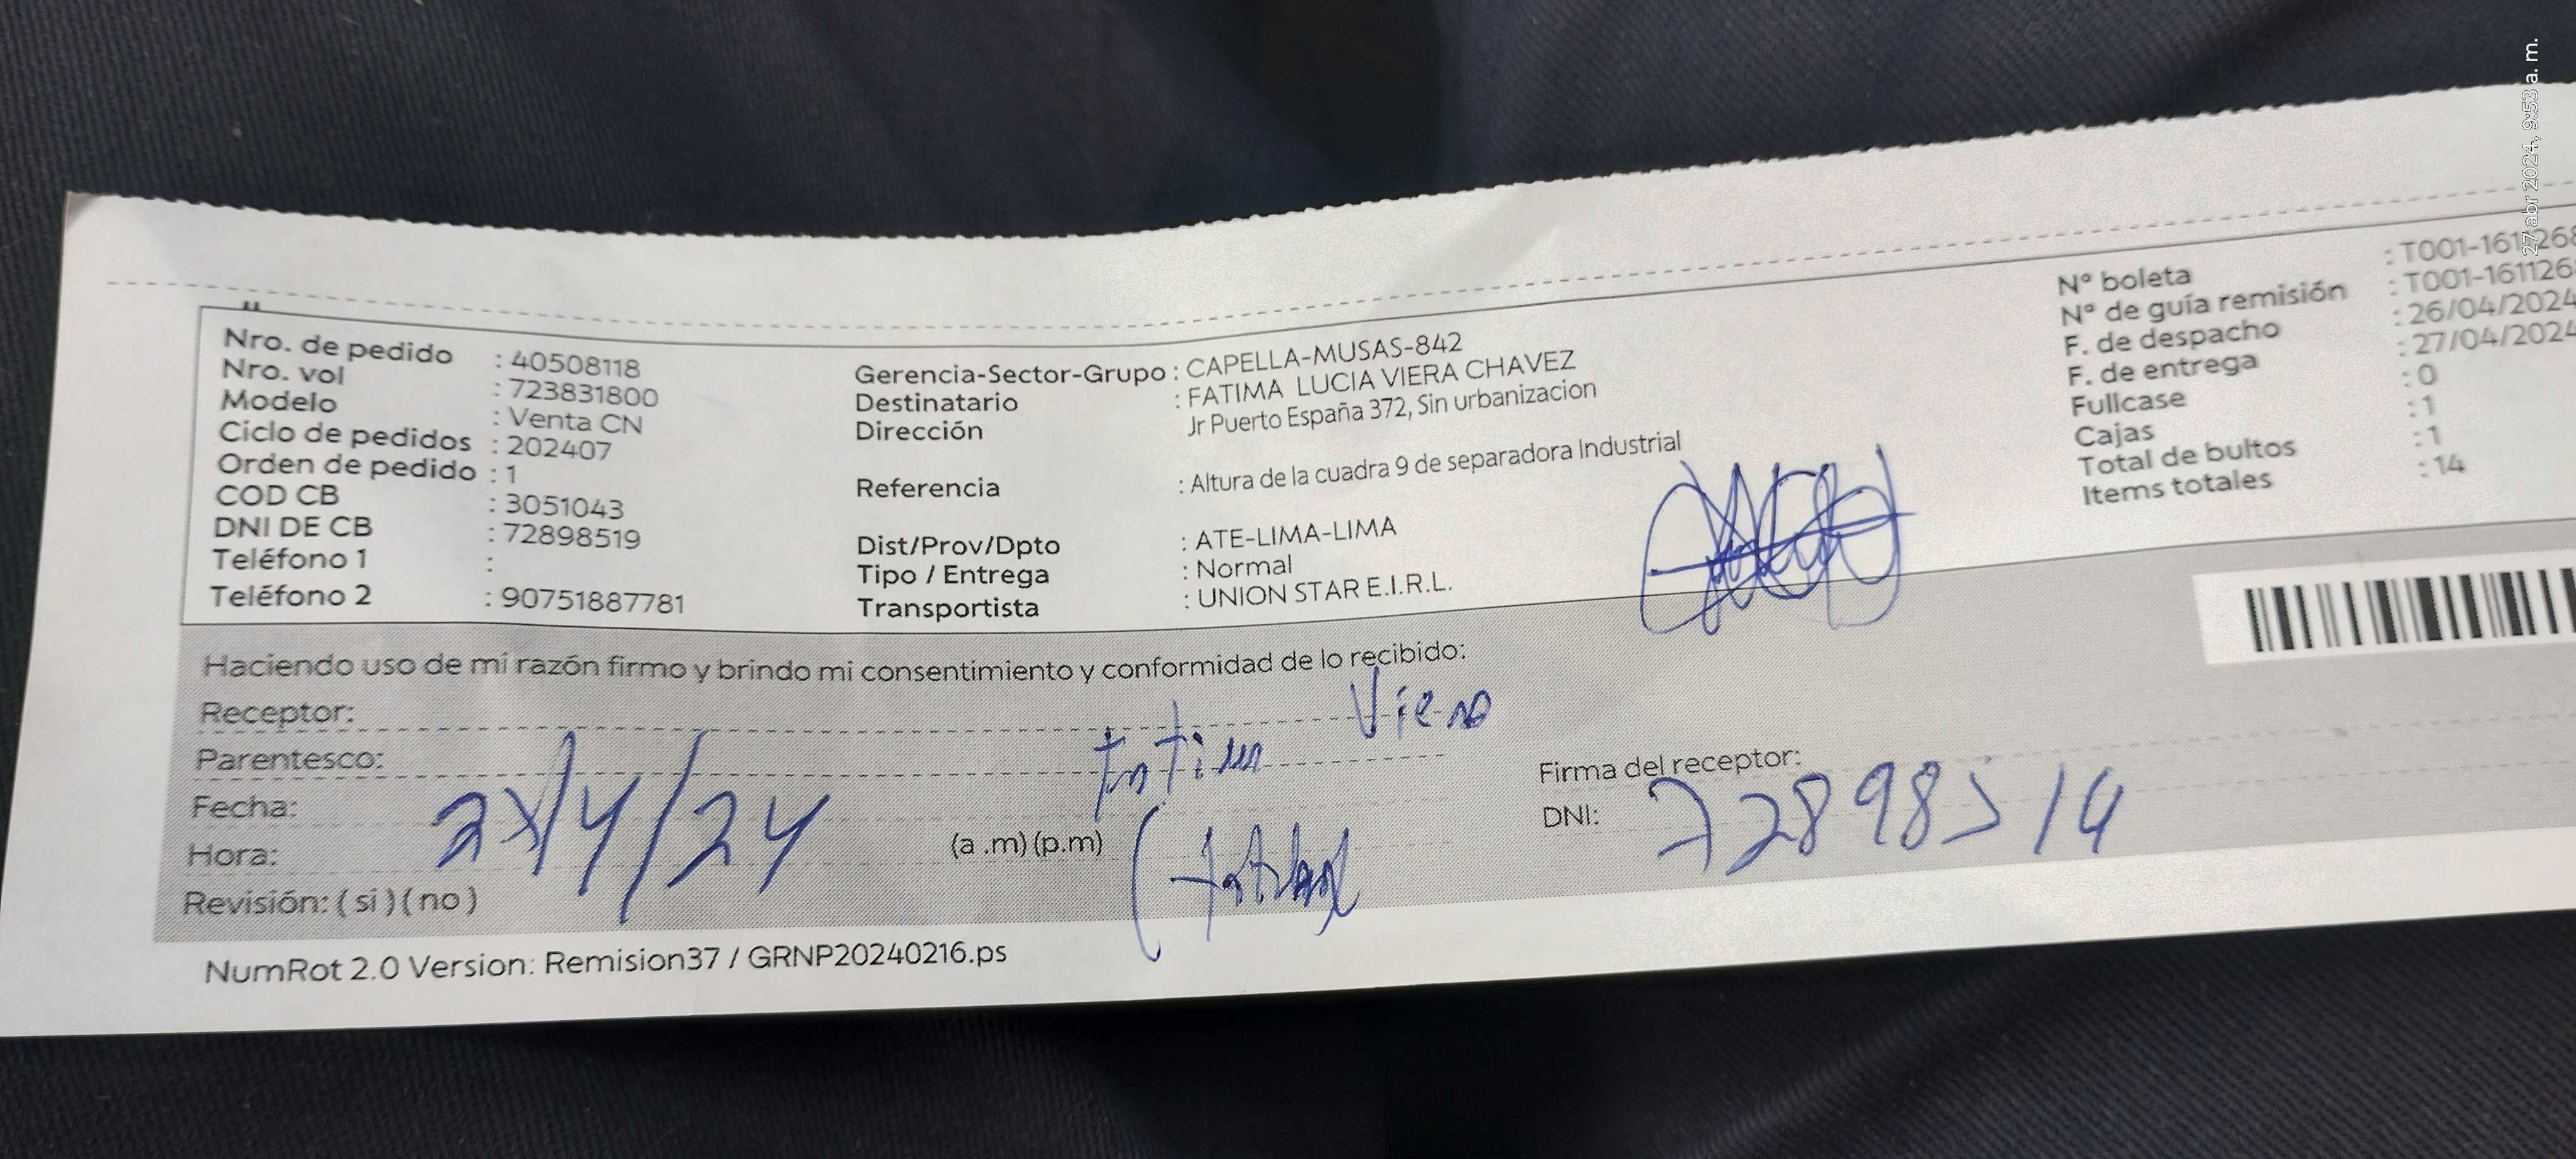 27 abr 2024, 9:53 a. m.
Nro. de pedido : 40508118
Nro. vol : 723831800
Modelo : Venta CN
Ciclo de pedidos : 202407
Orden de pedido : 1
COD CB : 3051043
DNI DE CB : 72898519
Teléfono 1 :
Teléfono 2 : 90751887781
Gerencia-Sector-Grupo : CAPELLA-MUSAS-842
Destinatario : FATIMA LUCIA VIERA CHAVEZ
Dirección Jr Puerto España 372, Sin urbanizacion
Referencia : Altura de la cuadra 9 de separadora Industrial
Dist/Prov/Dpto : ATE-LIMA-LIMA
Tipo / Entrega : Normal
Transportista : UNION STAR E.I.R.L.
N° boleta : T001-161126
N° de guía remisión : T001-161126
F. de despacho : 26/04/2024
F. de entrega : 27/04/2024
Fullcase : 0
Cajas : 1
Total de bultos : 1
Items totales : 14
Haciendo uso de mi razón firmo y brindo mi consentimiento y conformidad de lo recibido:
Receptor:
Parentesco:
Fecha: 27/4/24
Hora: (a .m) (p.m)
Revisión: ( si ) ( no )
Firma del receptor:
DNI: 72898519
NumRot 2.0 Version: Remision37 / GRNP20240216.ps